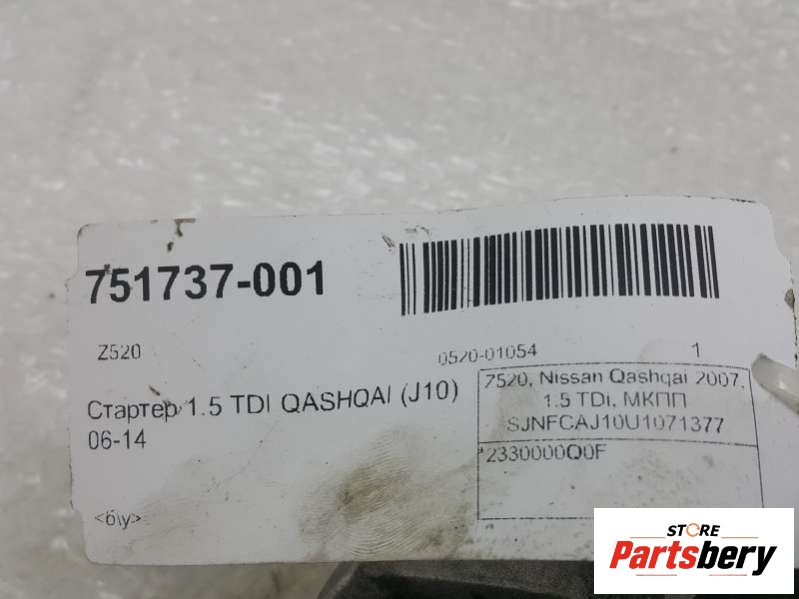 751737-001
Z520
0520-01054
1
Стартер 1.5 TDI QASHQAI (J10)
06-14
<б\у>
Z520, Nissan Qashqai 2007,
1.5 TDi, МКПП
SJNFCAJ10U1071377
2330000Q0F
STORE
Partsbery